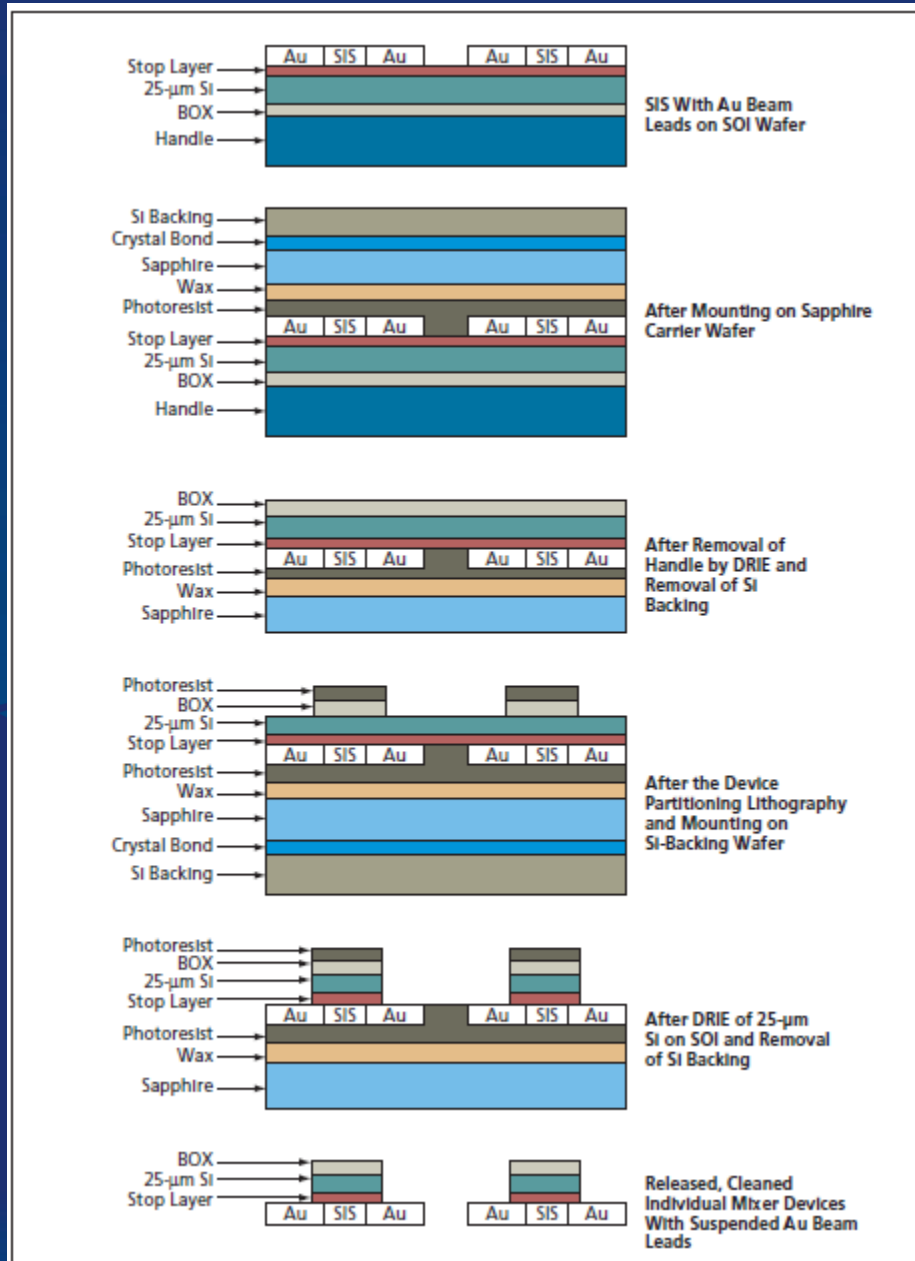 Au SIS Au Au SIS Au
Stop Layer
25-μm Si
BOX
Handle
SIS With Au Beam
Leads on SOI Wafer
Si Backing
Crystal Bond
Sapphire
Wax
Photoresist
Au SIS Au Au SIS Au
Stop Layer
25-μm Si
BOX
Handle
After Mounting on Sapphire
Carrier Wafer
BOX
25-μm Si
Stop Layer
Au SIS Au Au SIS Au
Photoresist
Wax
Sapphire
After Removal of
Handle by DRIE and
Removal of Si
Backing
Photoresist
BOX
25-μm Si
Stop Layer
Au SIS Au Au SIS Au
Photoresist
Wax
Sapphire
Crystal Bond
Si Backing
After the Device
Partitioning Lithography
and Mounting on
Si-Backing Wafer
Photoresist
BOX
25-μm Si
Stop Layer
Au SIS Au Au SIS Au
Photoresist
Wax
Sapphire
After DRIE of 25-μm
Si on SOI and Removal
of Si Backing
BOX
25-μm Si
Stop Layer
Au SIS Au Au SIS Au
Released, Cleaned
Individual Mixer Devices
With Suspended Au Beam
Leads